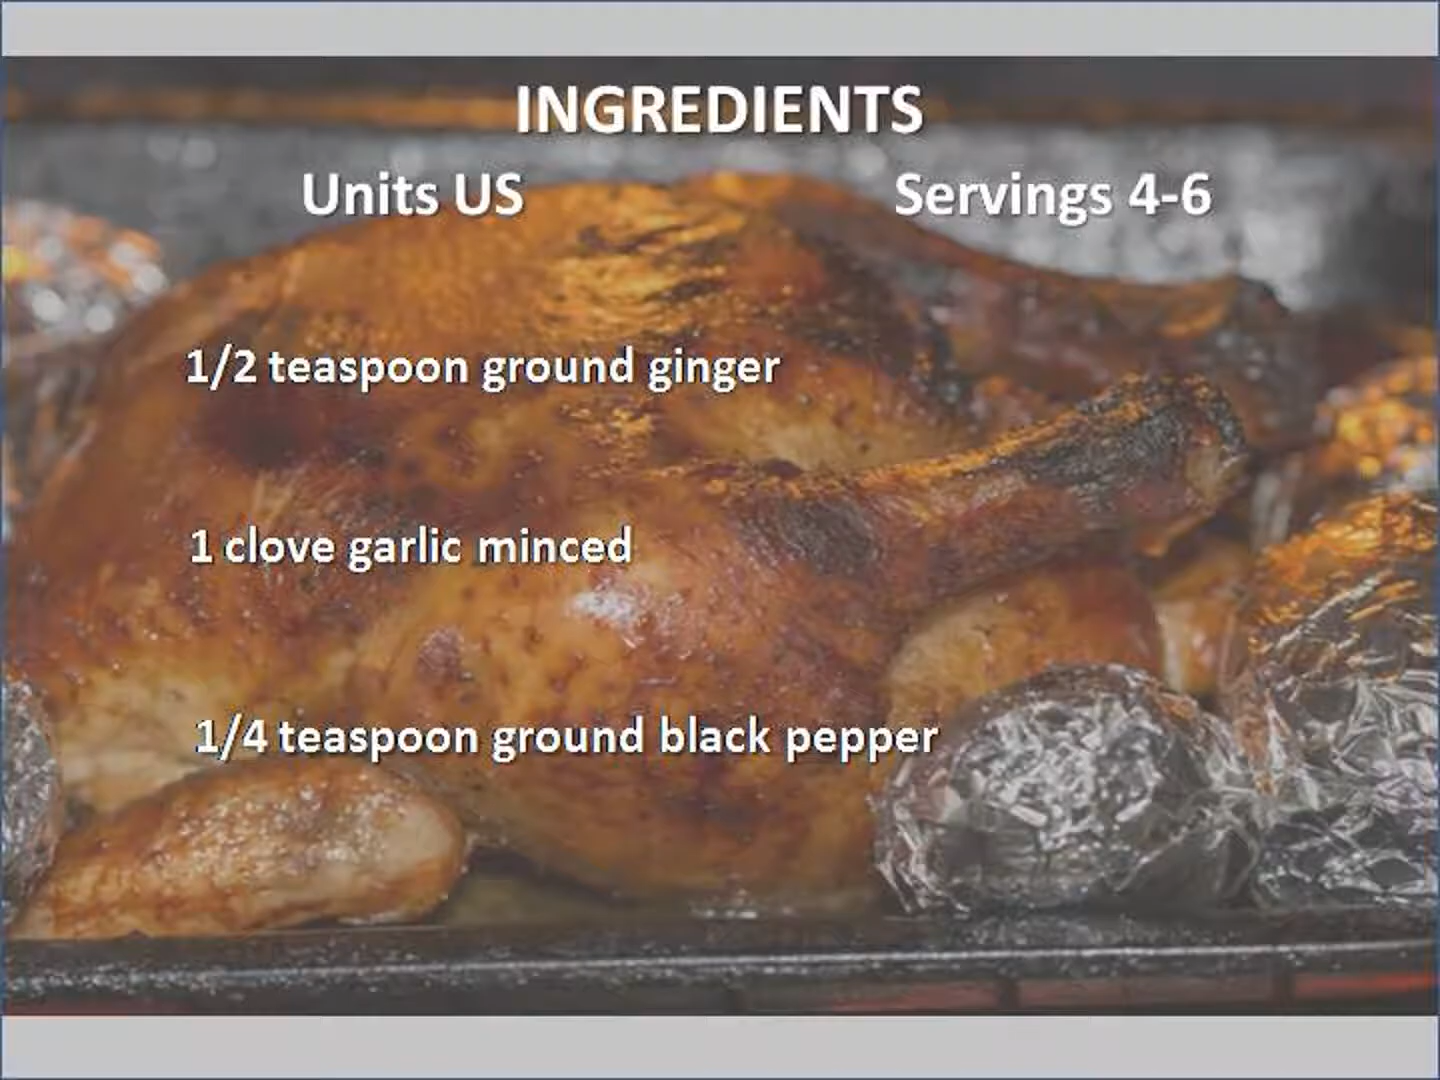 INGREDIENTS
Units US
Servings 4-6
1/2 teaspoon ground ginger
1 clove garlic minced
1/4 teaspoon ground black pepper